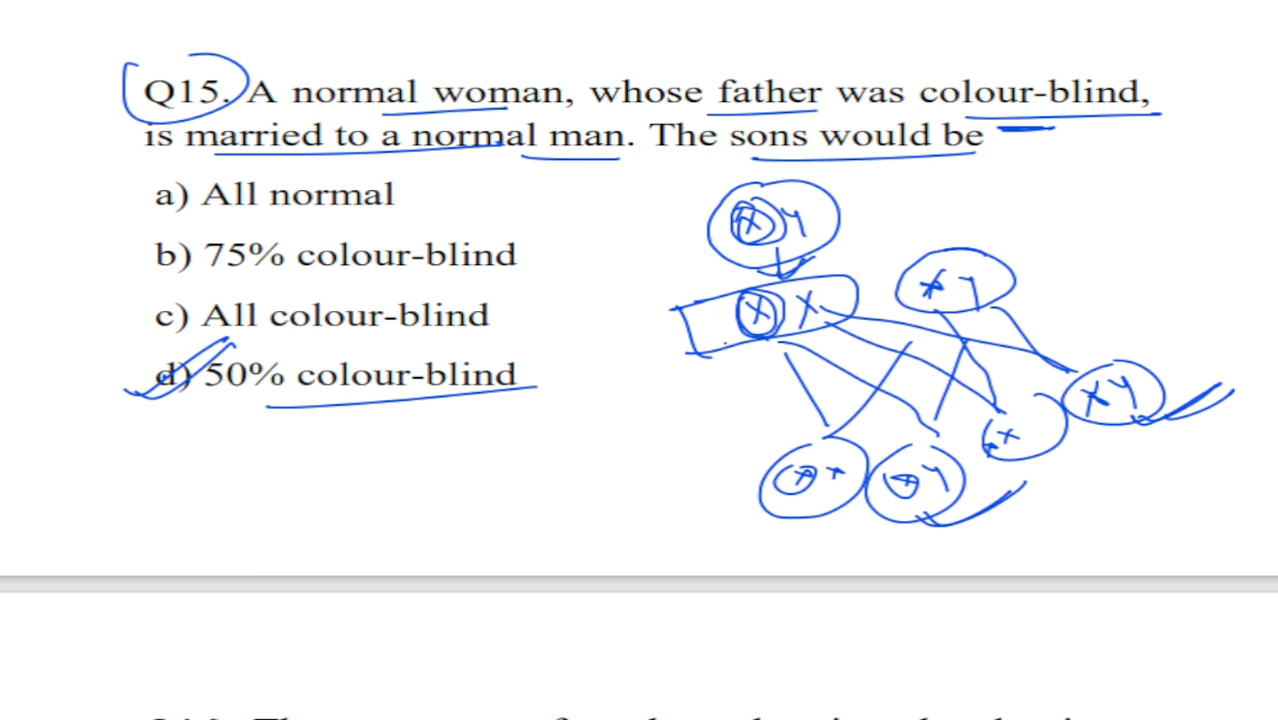 Q15. A normal woman, whose father was colour-blind,
is married to a normal man. The sons would be
a) All normal
b) 75% colour-blind
c) All colour-blind
d) 50% colour-blind
X Y
X X
X Y
X Y
X
X X
X Y